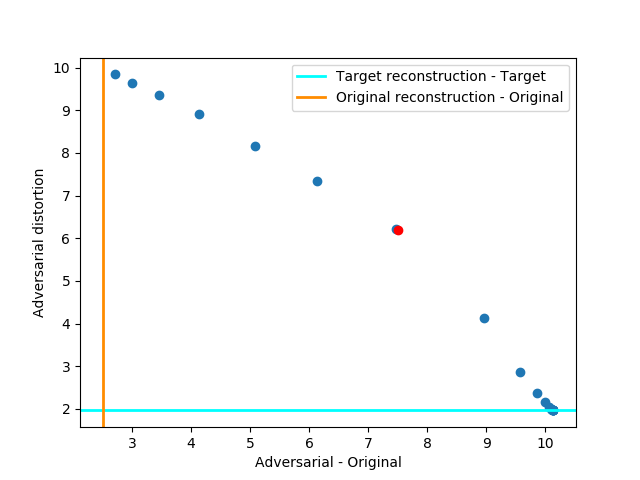 10
9
8
7
6
5
4
3
2
Adversarial distortion
Target reconstruction - Target
Original reconstruction - Original
3 4 5 6 7 8 9 10
Adversarial - Original